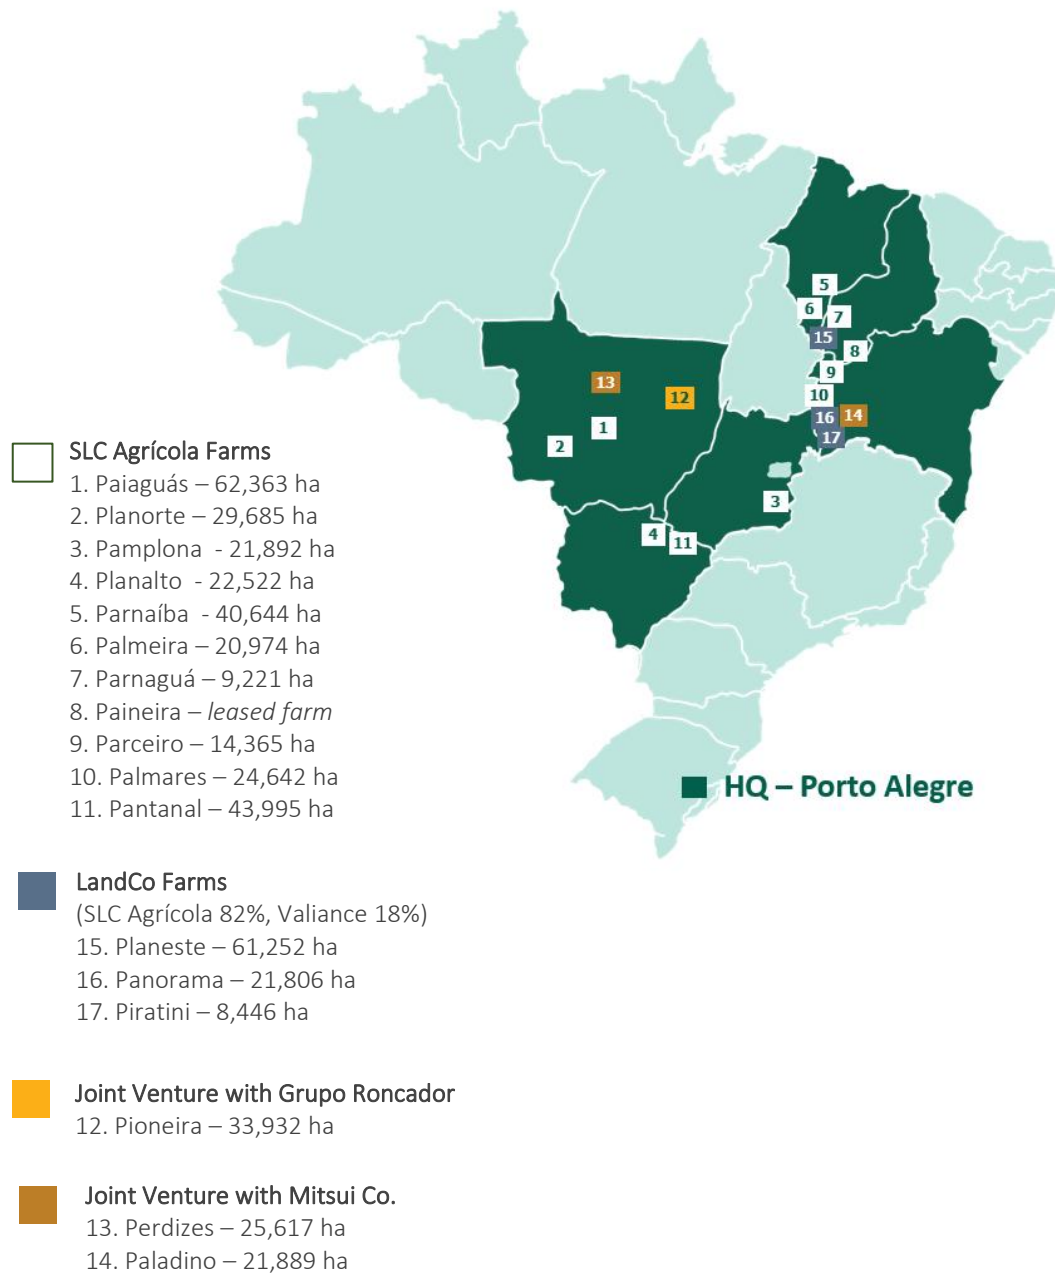 5
6
7
15
8
9
10
16
14
17
13
12
1
2
3
4
11
HQ – Porto Alegre
SLC Agrícola Farms
1. Paiaguás – 62,363 ha
2. Planorte – 29,685 ha
3. Pamplona - 21,892 ha
4. Planalto - 22,522 ha
5. Parnaíba - 40,644 ha
6. Palmeira – 20,974 ha
7. Parnaguá – 9,221 ha
8. Paineira – leased farm
9. Parceiro – 14,365 ha
10. Palmares – 24,642 ha
11. Pantanal – 43,995 ha
LandCo Farms
(SLC Agrícola 82%, Valiance 18%)
15. Planeste – 61,252 ha
16. Panorama – 21,806 ha
17. Piratini – 8,446 ha
Joint Venture with Grupo Roncador
12. Pioneira – 33,932 ha
Joint Venture with Mitsui Co.
13. Perdizes – 25,617 ha
14. Paladino – 21,889 ha